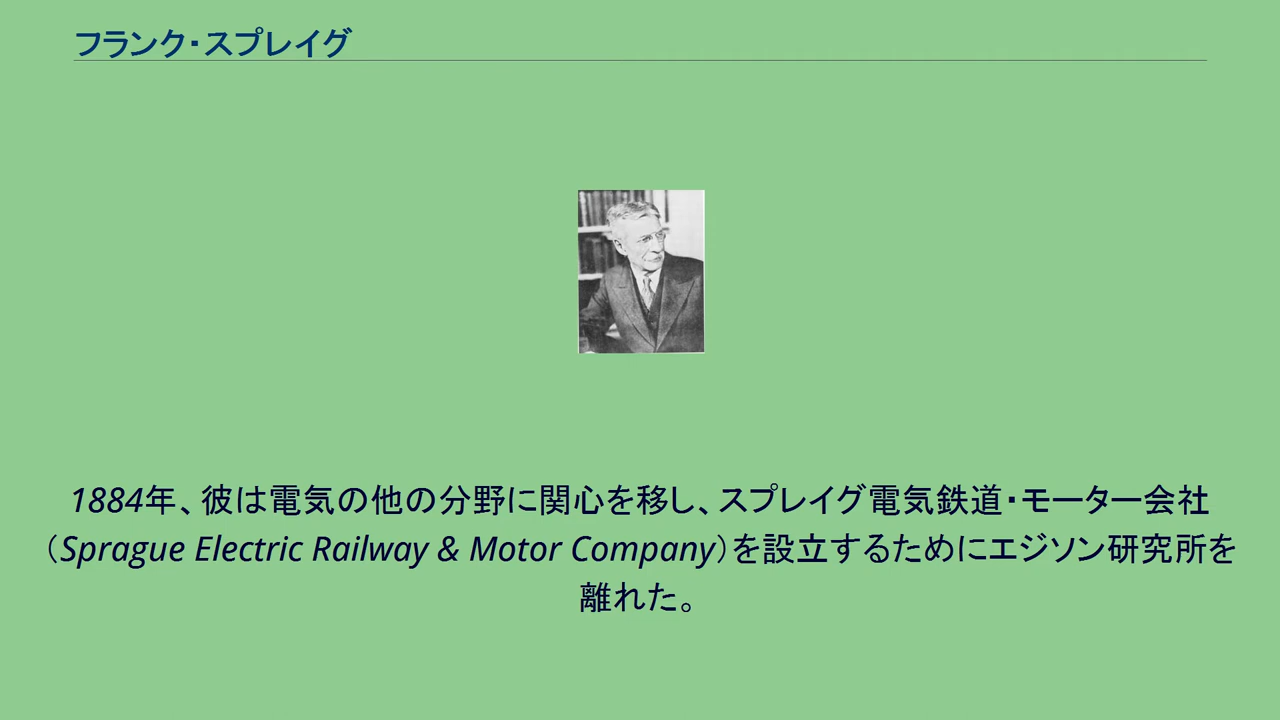 フランク・スプレイグ
1884年、彼は電気の他の分野に関心を移し、スプレイグ電気鉄道・モーター会社
（Sprague Electric Railway & Motor Company）を設立するためにエジソン研究所を
離れた。